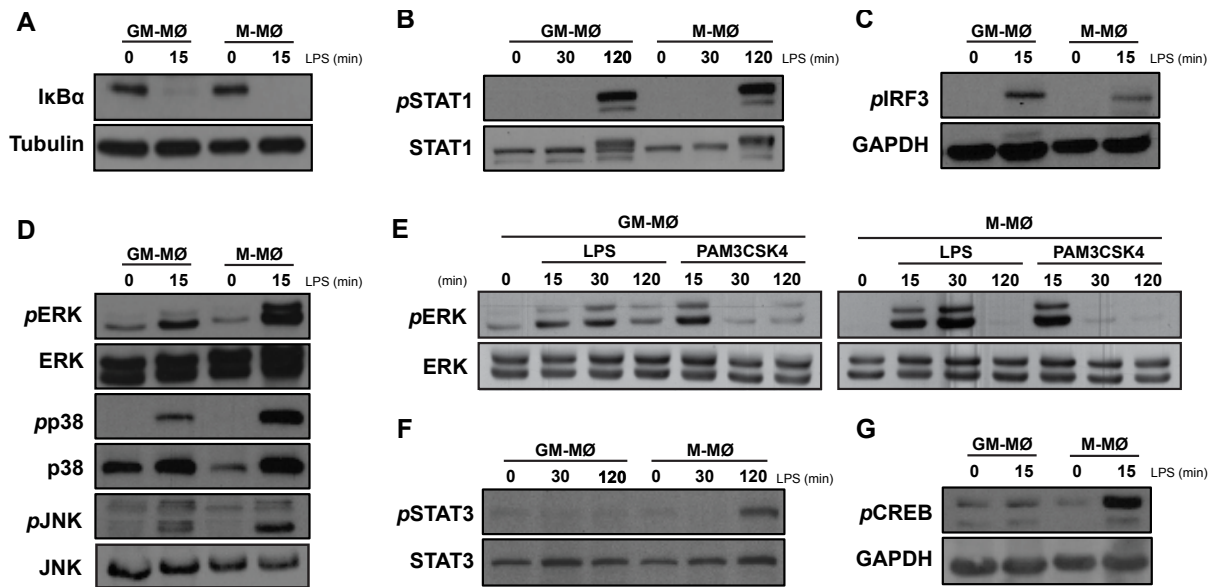 A
GM-MØ M-MØ
0 15 0 15 LPS (min)
IκBα
Tubulin
B
GM-MØ M-MØ
0 30 120 0 30 120 LPS (min)
pSTAT1
STAT1
C
GM-MØ M-MØ
0 15 0 15 LPS (min)
pIRF3
GAPDH
D
GM-MØ M-MØ
0 15 0 15 LPS (min)
pERK
ERK
pp38
p38
pJNK
JNK
E
GM-MØ M-MØ
LPS PAM3CSK4 LPS PAM3CSK4
(min) 0 15 30 120 15 30 120 0 15 30 120 15 30 120
pERK
ERK
F
GM-MØ M-MØ
0 30 120 0 30 120 LPS (min)
pSTAT3
STAT3
G
GM-MØ M-MØ
0 15 0 15 LPS (min)
pCREB
GAPDH